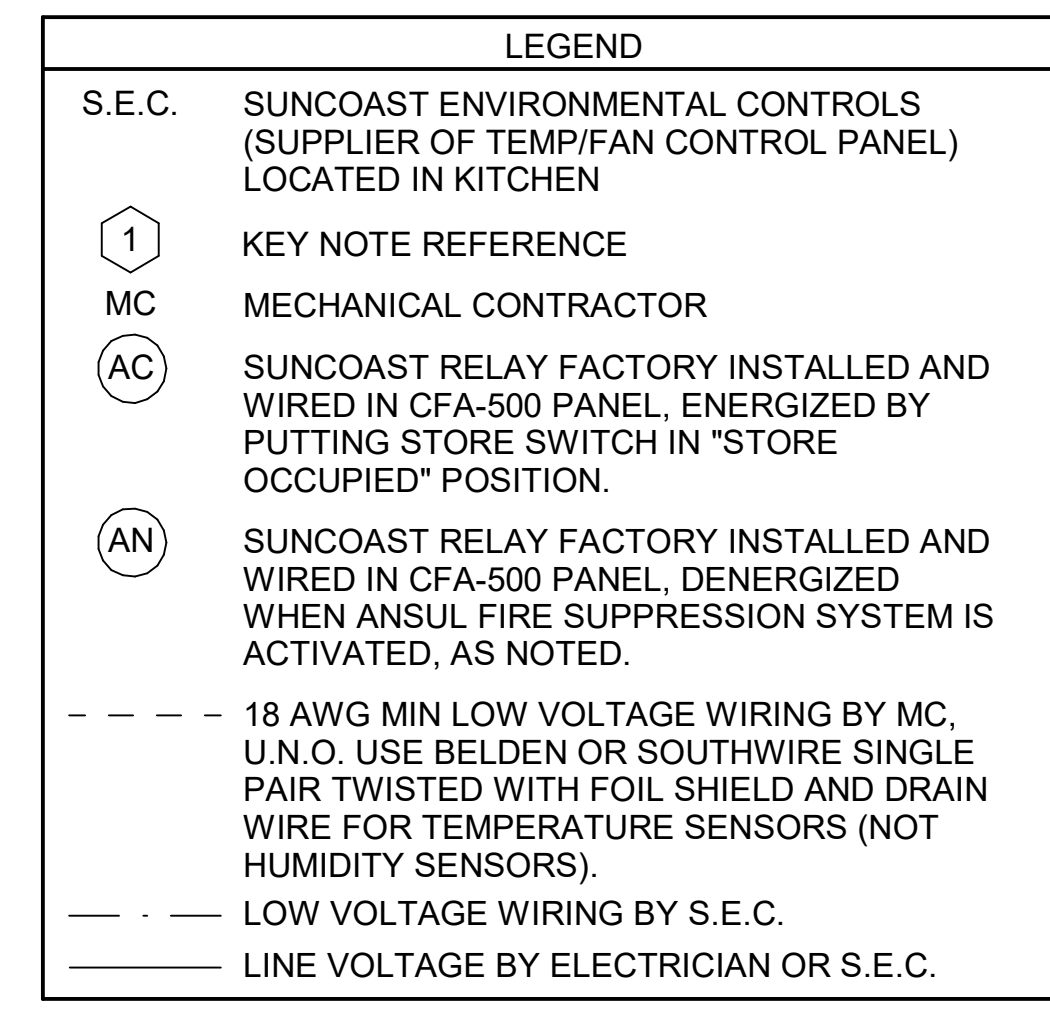 LEGEND
S.E.C. SUNCOAST ENVIRONMENTAL CONTROLS
(SUPPLIER OF TEMP/FAN CONTROL PANEL)
LOCATED IN KITCHEN
1 KEY NOTE REFERENCE
MC MECHANICAL CONTRACTOR
AC SUNCOAST RELAY FACTORY INSTALLED AND
WIRED IN CFA-500 PANEL, ENERGIZED BY
PUTTING STORE SWITCH IN "STORE
OCCUPIED" POSITION.
AN SUNCOAST RELAY FACTORY INSTALLED AND
WIRED IN CFA-500 PANEL, DENERGIZED
WHEN ANSUL FIRE SUPPRESSION SYSTEM IS
ACTIVATED, AS NOTED.
18 AWG MIN LOW VOLTAGE WIRING BY MC,
U.N.O. USE BELDEN OR SOUTHWIRE SINGLE
PAIR TWISTED WITH FOIL SHIELD AND DRAIN
WIRE FOR TEMPERATURE SENSORS (NOT
HUMIDITY SENSORS).
LOW VOLTAGE WIRING BY S.E.C.
LINE VOLTAGE BY ELECTRICIAN OR S.E.C.